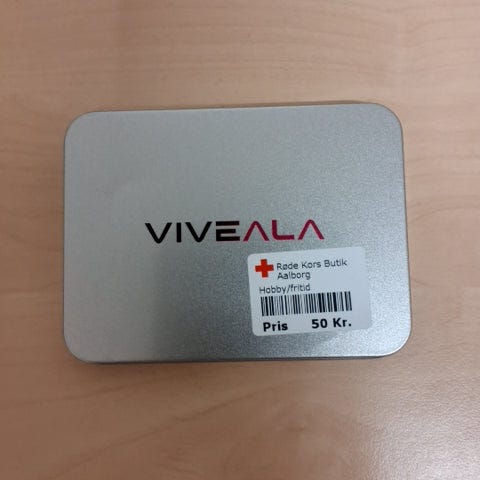 VIVEALA
Røde Kors Butik
Aalborg
Hobby/fritid
Pris 50 Kr.